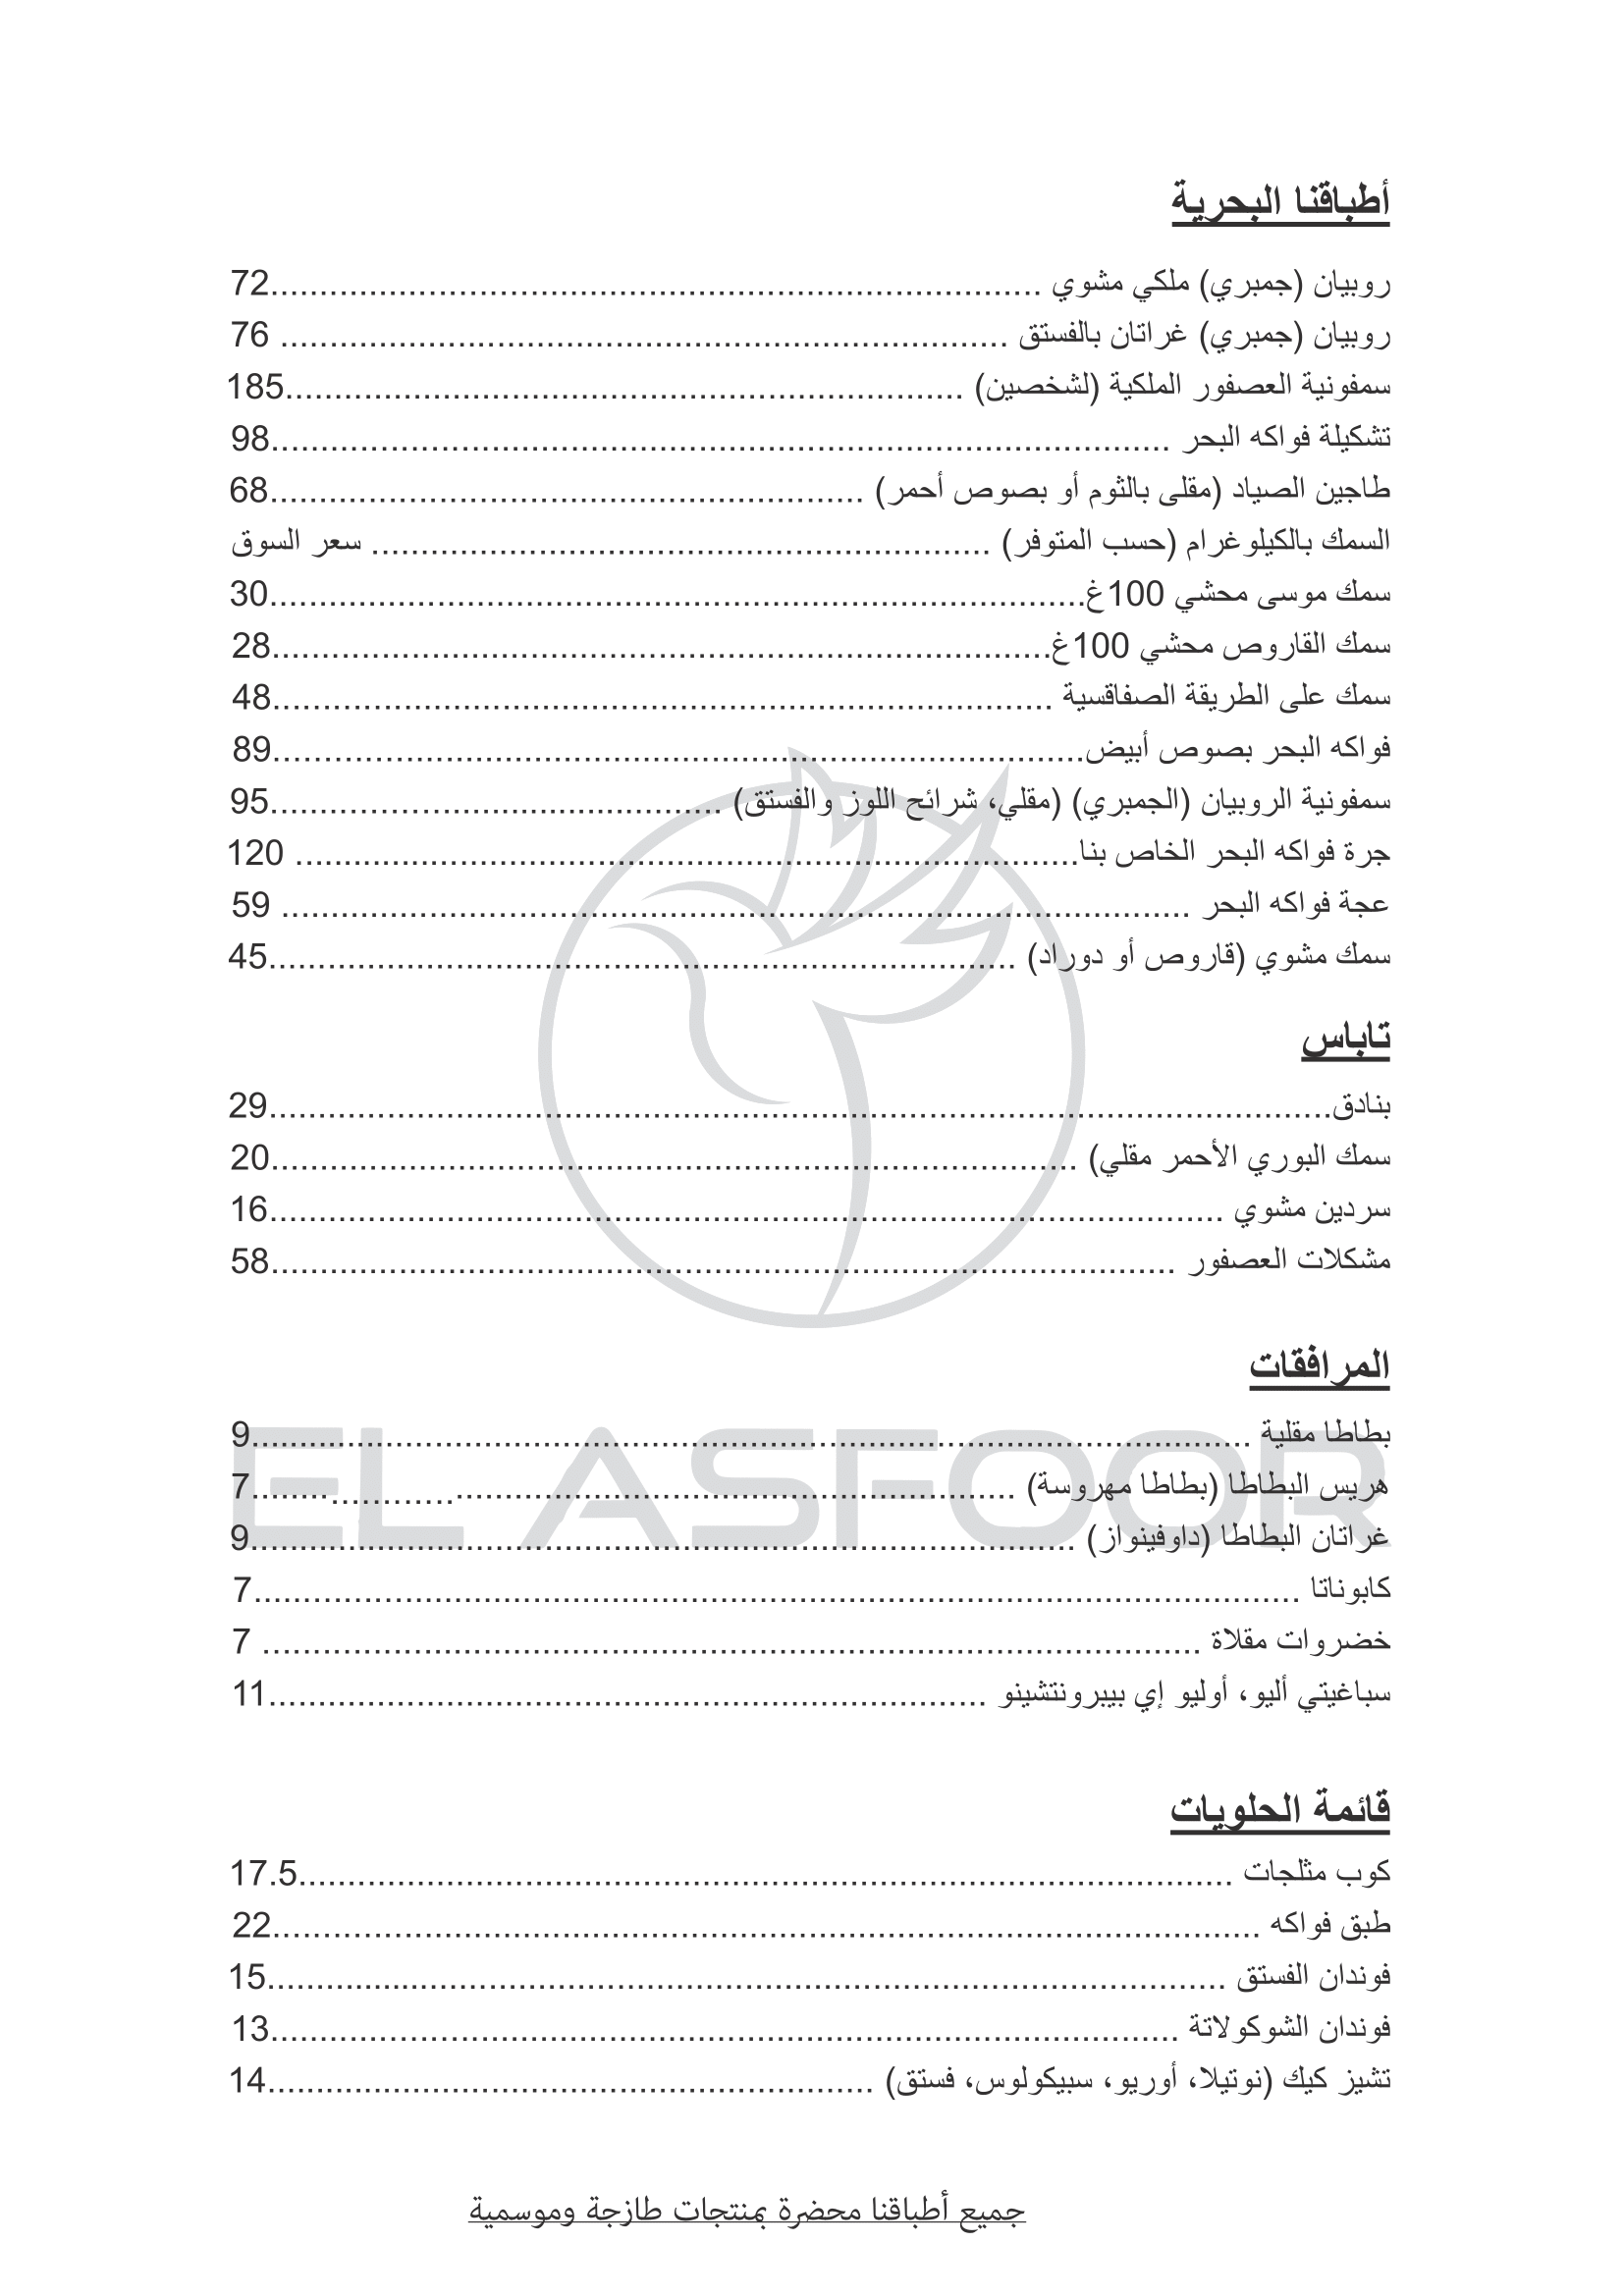 أطباقنا البحرية
روبيان (جمبري) ملكي مشوي ........72
روبيان (جمبري) غراتان بالفستق ........ 76
سمفونية العصفور الملكية (لشخصين) ........185
تشكيلة فواكه البحر ........98
طاجين الصياد (مقلى بالثوم أو بصوص أحمر) ........68
السمك بالكيلوغرام (حسب المتوفر) ........ سعر السوق
سمك موسى محشي 100غ........30
سمك القاروص محشي 100غ........28
سمك على الطريقة الصفاقسية ........48
فواكه البحر بصوص أبيض........89
سمفونية الروبيان (الجمبري) (مقلي، شرائح اللوز والفستق) ........95
جرة فواكه البحر الخاص بنا........ 120
عجة فواكه البحر ........ 59
سمك مشوي (قاروص أو دوراد) ........45
تاباس
بنادق........29
سمك البوري الأحمر مقلي) ........20
سردين مشوي ........16
مشكلات العصفور ........58
المرافقات
EL ASFOOR
بطاطا مقلية ........9
هريس البطاطا (بطاطا مهروسة) ........7
غراتان البطاطا (داوفينواز) ........9
كابوناتا ........7
خضروات مقلاة ........ 7
سباغيتي أليو، أوليو إي بيبرونتشينو ........11
قائمة الحلويات
كوب مثلجات ........17.5
طبق فواكه ........22
فوندان الفستق ........15
فوندان الشوكولاتة ........13
تشيز كيك (نوتيلا، أوريو، سبيكولوس، فستق) ........14
جميع أطباقنا محضرة بمنتجات طازجة وموسمية